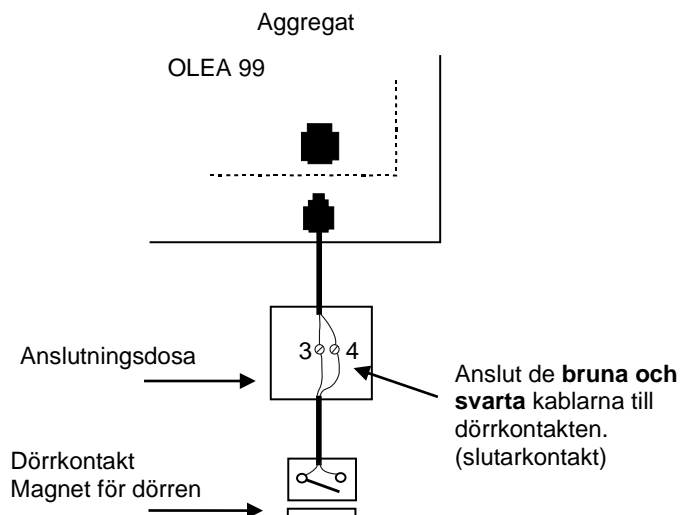 Aggregat
OLEA 99
3 4
Anslutningsdosa
Anslut de bruna och
svarta kablarna till
dörrkontakten.
(slutarkontakt)
Dörrkontakt
Magnet för dörren